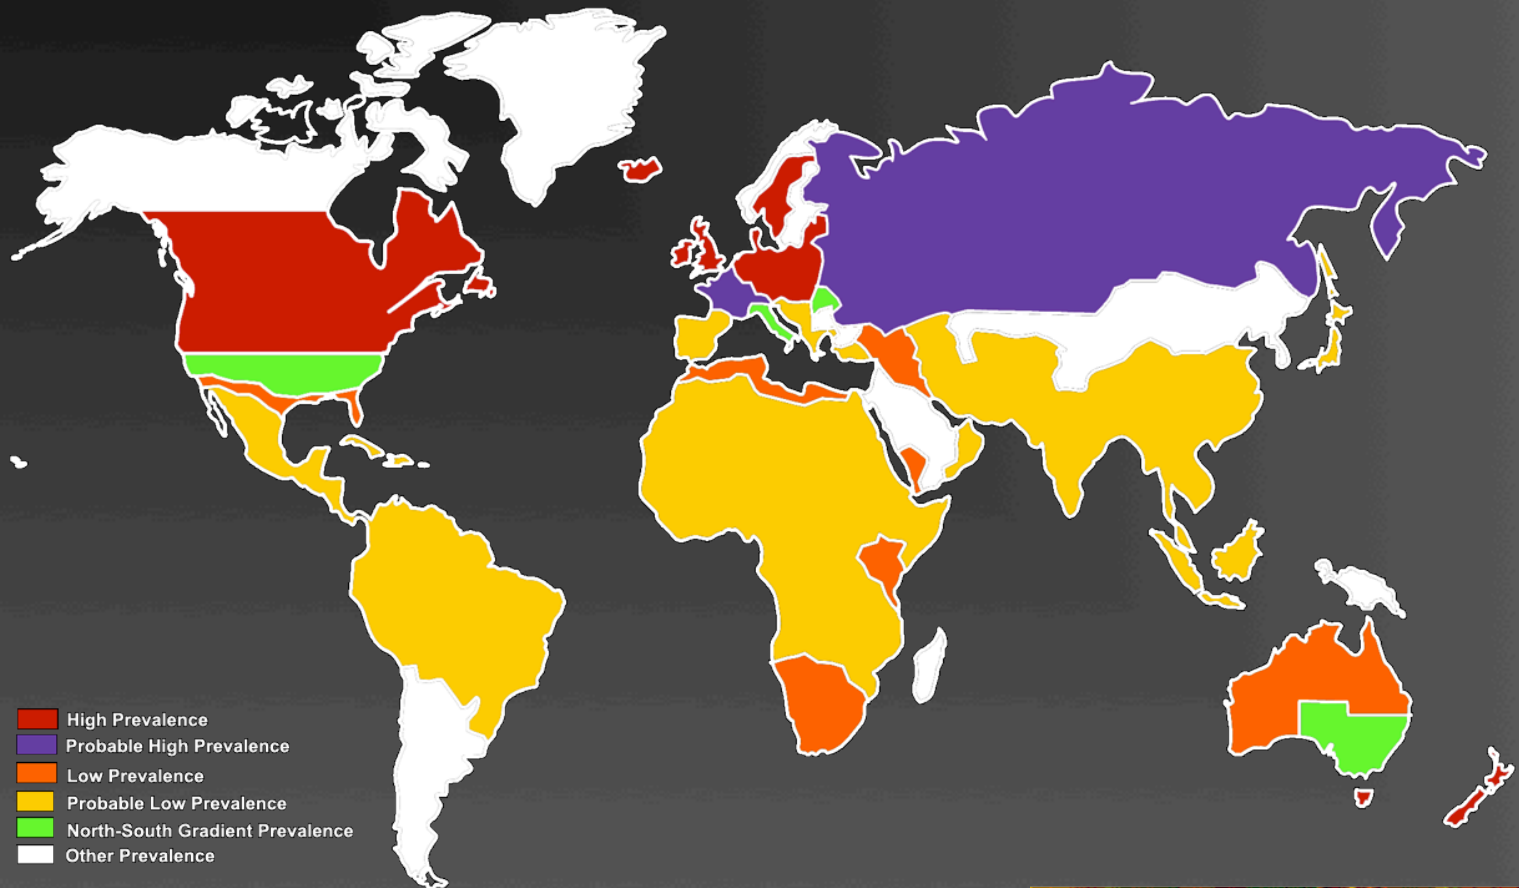 High Prevalence
Probable High Prevalence
Low Prevalence
Probable Low Prevalence
North-South Gradient Prevalence
Other Prevalence